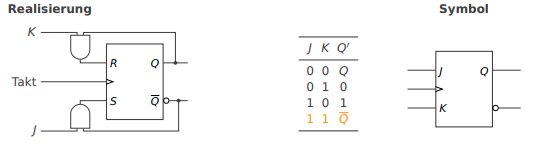 Realisierung
K
R Q
Takt
S Q̅
J
J K Q′
0 0 Q
0 1 0
1 0 1
1 1 Q̅
Symbol
J Q
K